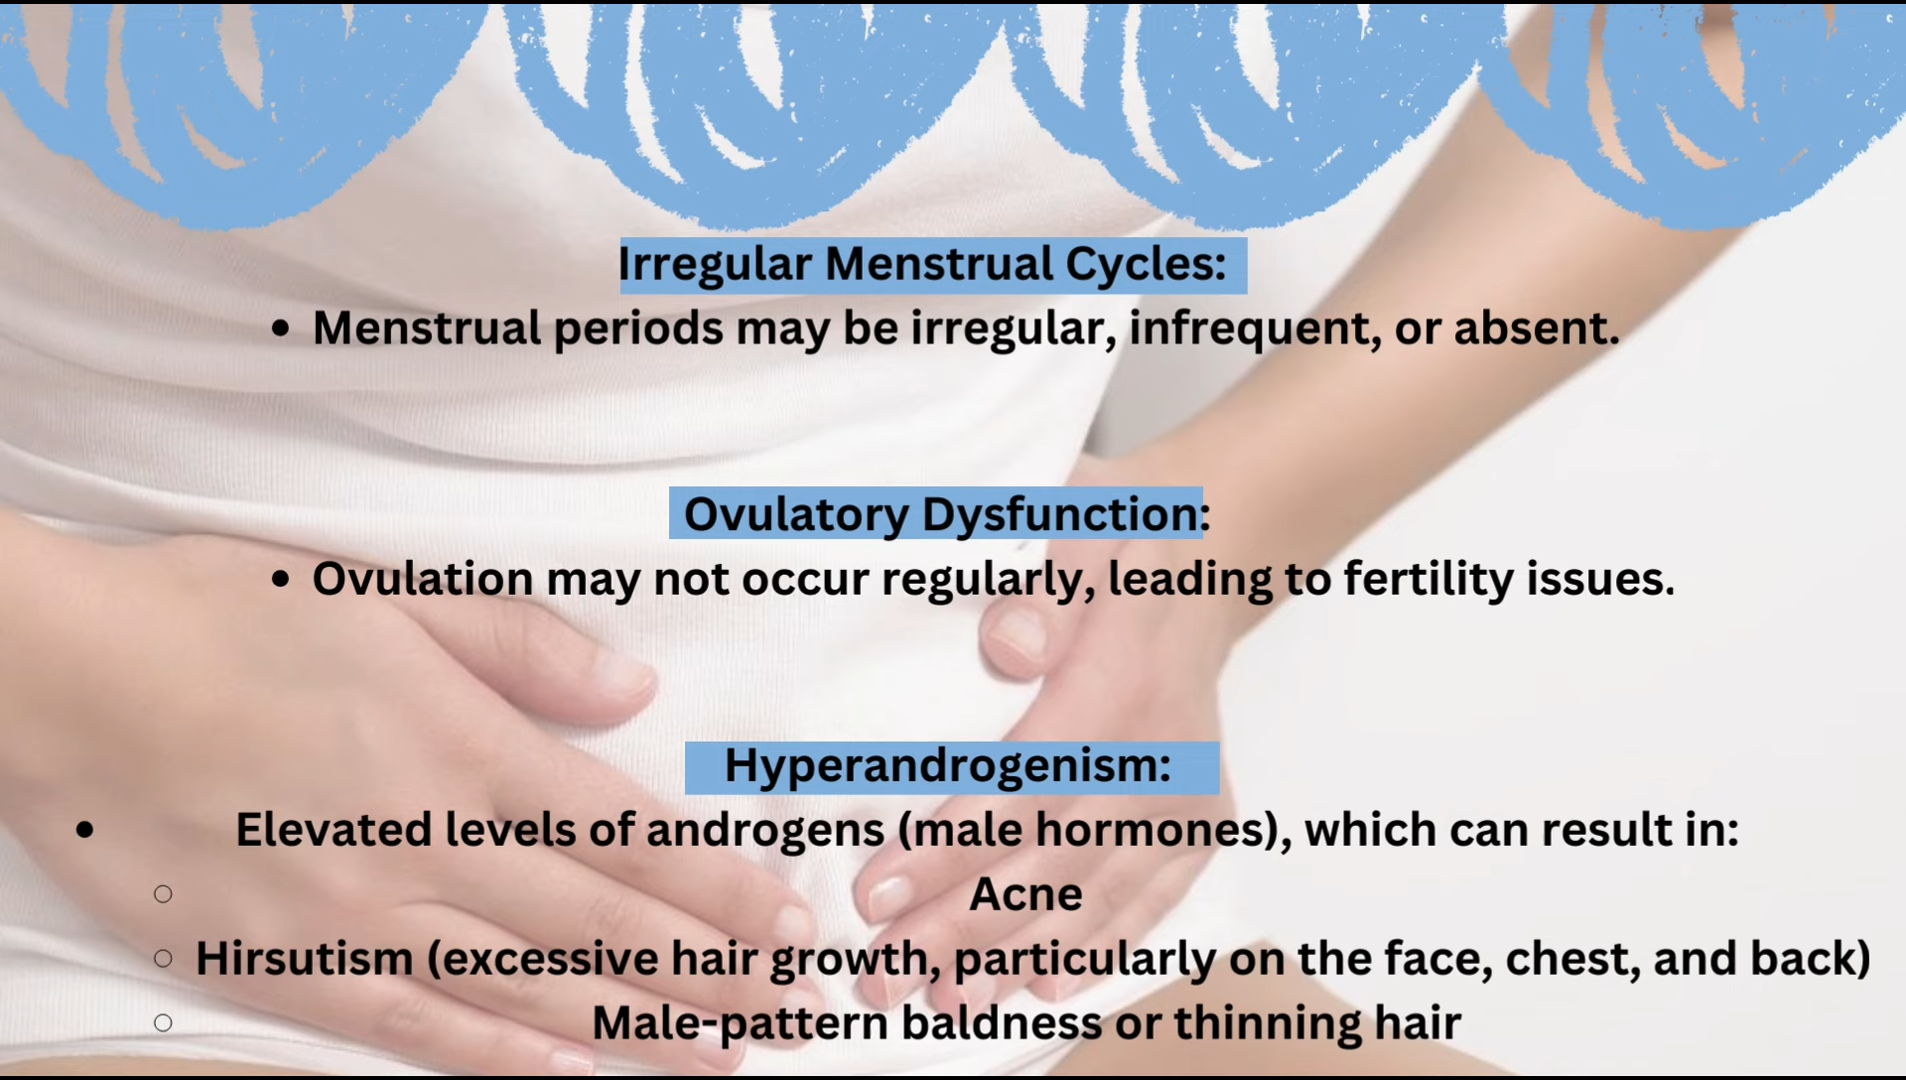 Irregular Menstrual Cycles:
• Menstrual periods may be irregular, infrequent, or absent.
Ovulatory Dysfunction:
• Ovulation may not occur regularly, leading to fertility issues.
Hyperandrogenism:
• Elevated levels of androgens (male hormones), which can result in:
○ Acne
○ Hirsutism (excessive hair growth, particularly on the face, chest, and back)
○ Male-pattern baldness or thinning hair